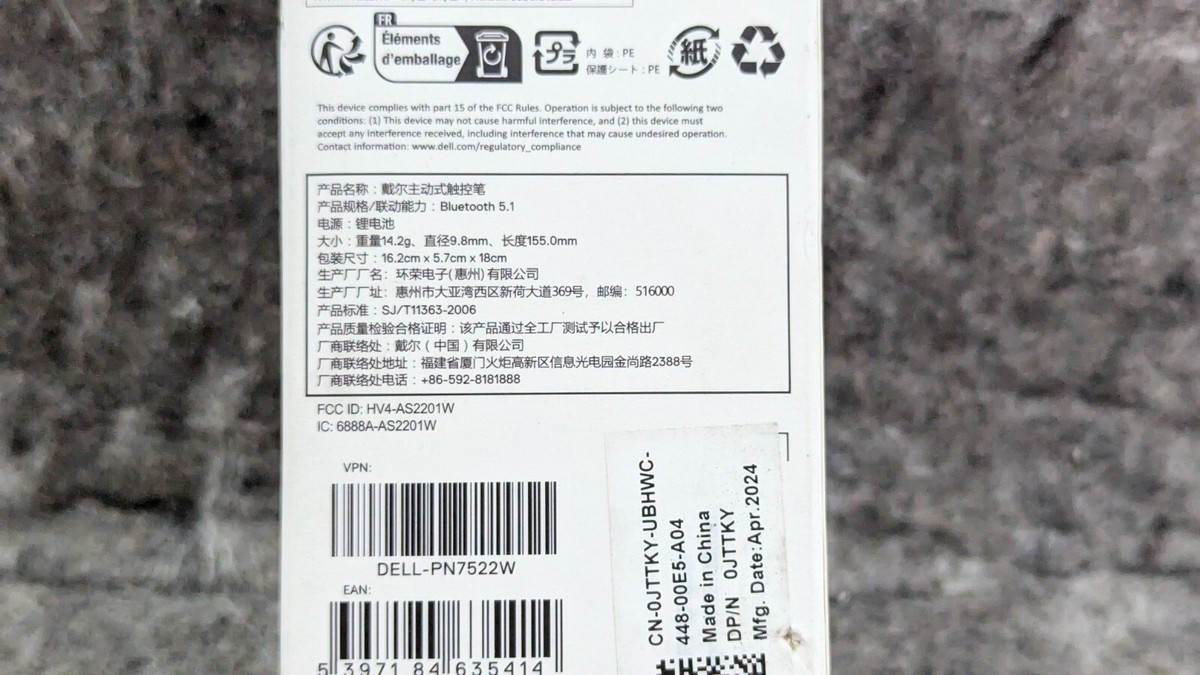 FR
Éléments
d'emballage
プラ
内 袋 : PE
保護シート : PE
紙
This device complies with part 15 of the FCC Rules. Operation is subject to the following two
conditions: (1) This device may not cause harmful interference, and (2) this device must
accept any interference received, including interference that may cause undesired operation.
Contact information: www.dell.com/regulatory_compliance
产品名称：戴尔主动式触控笔
产品规格/联动能力：Bluetooth 5.1
电源：锂电池
大小：重量14.2g、直径9.8mm、长度155.0mm
包装尺寸：16.2cm x 5.7cm x 18cm
生产厂厂名：环荣电子(惠州)有限公司
生产厂厂址：惠州市大亚湾西区新荷大道369号，邮编：516000
产品标准：SJ/T11363-2006
产品质量检验合格证明：该产品通过全工厂测试予以合格出厂
厂商联络处：戴尔（中国）有限公司
厂商联络处地址：福建省厦门火炬高新区信息光电园金尚路2388号
厂商联络处电话：+86-592-8181888
FCC ID: HV4-AS2201W
IC: 6888A-AS2201W
VPN:
DELL-PN7522W
EAN:
5 397184 635414
CN-0JTTKY-UBHWC-
448-00E5-A04
Made in China
DP/N 0JTTKY
Mfg. Date:Apr.2024